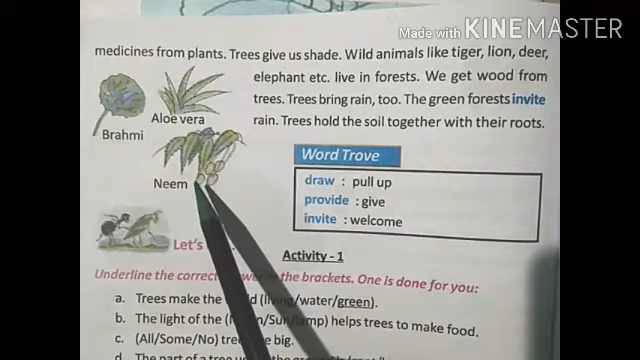 Made with KINEMASTER
medicines from plants. Trees give us shade. Wild animals like tiger, lion, deer,
elephant etc. live in forests. We get wood from
trees. Trees bring rain, too. The green forests invite
rain. Trees hold the soil together with their roots.
Aloe vera
Brahmi
Neem
Word Trove
draw : pull up
provide : give
invite : welcome
Let's
Activity - 1
Underline the correct the brackets. One is done for you:
a. Trees make the (living/water/green).
b. The light of the helps trees to make food.
c. (All/Some/No) big.
d. The part of a